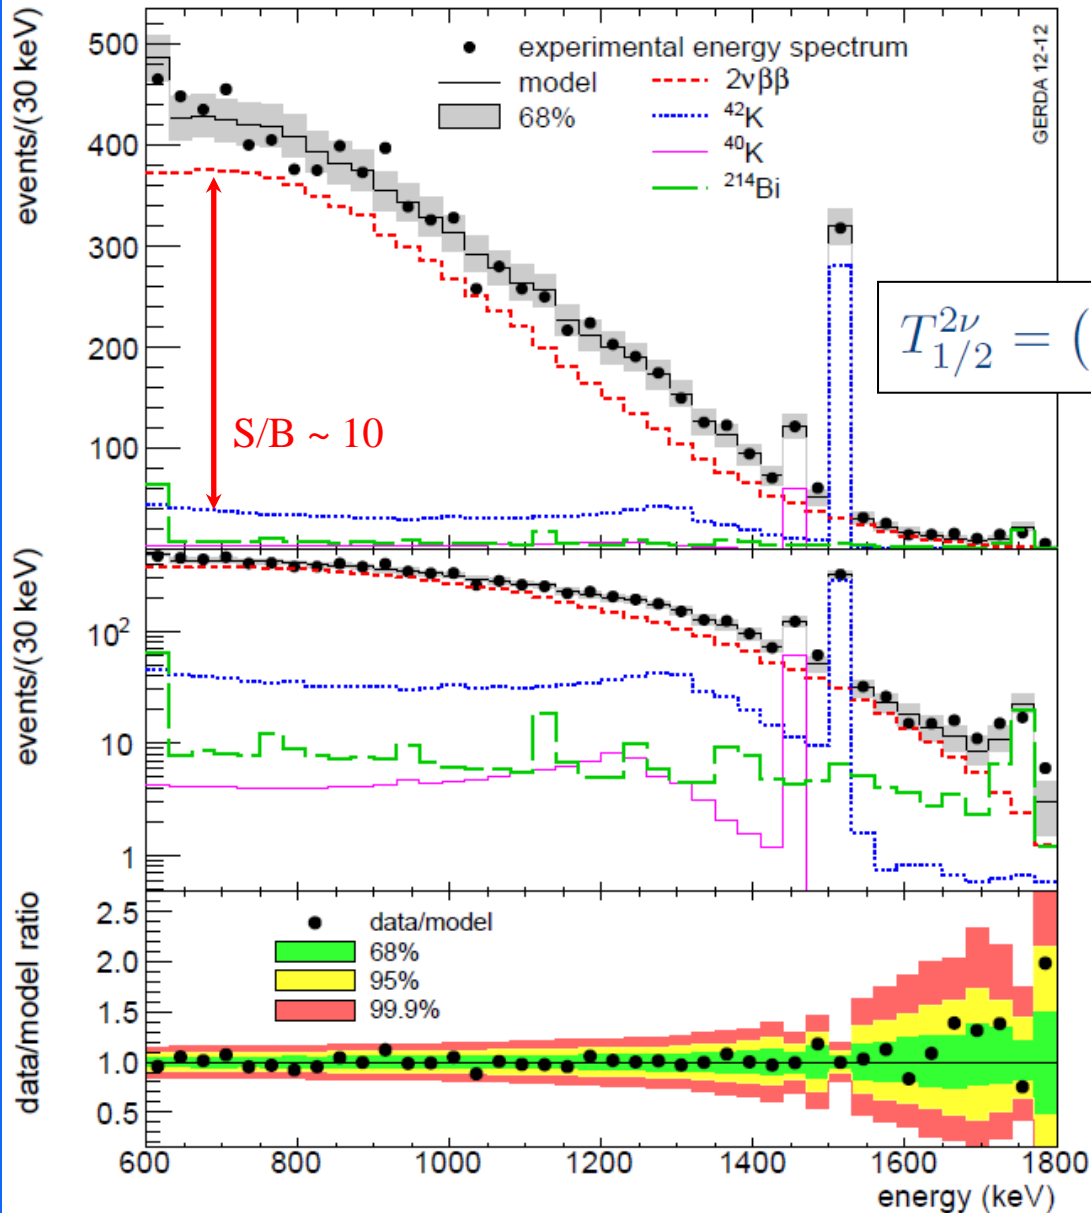 events/(30 keV)
500
400
300
200
100
experimental energy spectrum
model
68%
2νββ
⁴²K
⁴⁰K
²¹⁴Bi
GERDA 12-12
S/B ~ 10
T_{1/2}^{2ν} = (
events/(30 keV)
10²
10
1
data/model ratio
2.5
2.0
1.5
1.0
0.5
data/model
68%
95%
99.9%
600 800 1000 1200 1400 1600 1800
energy (keV)